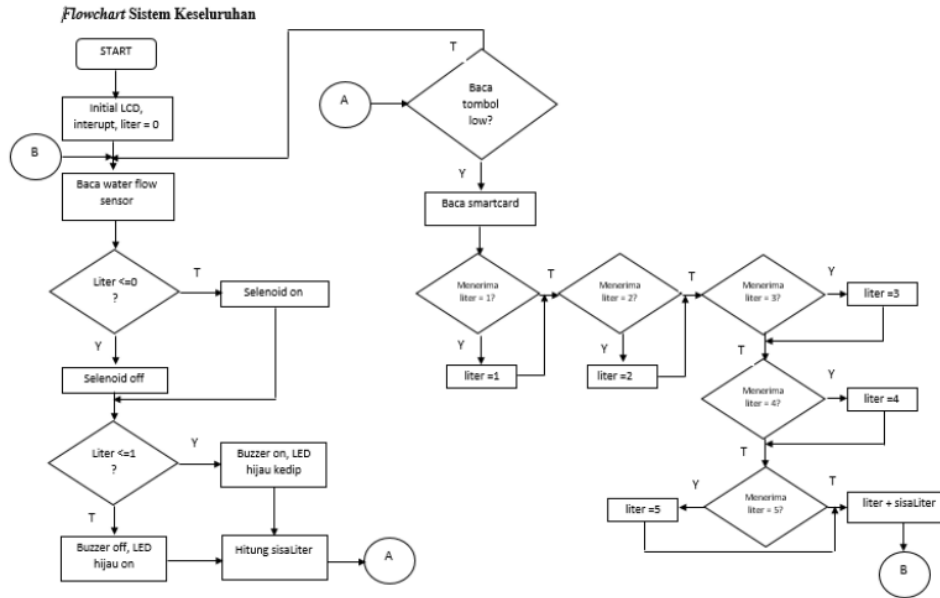 Flowchart Sistem Keseluruhan
START
Initial LCD,
interupt, liter = 0
B
Baca water flow
sensor
Liter <=0
?
T
Selenoid on
Y
Selenoid off
Liter <=1
?
Y
Buzzer on, LED
hijau kedip
T
Buzzer off, LED
hijau on
Hitung sisaLiter
A
A
T
Baca
tombol
low?
Y
Baca smartcard
Menerima
liter = 1?
T
Y
liter =1
Menerima
liter = 2?
T
Y
liter =2
Menerima
liter = 3?
Y
liter =3
T
Menerima
liter = 4?
Y
liter =4
T
Menerima
liter = 5?
Y
liter =5
T
liter + sisaLiter
B